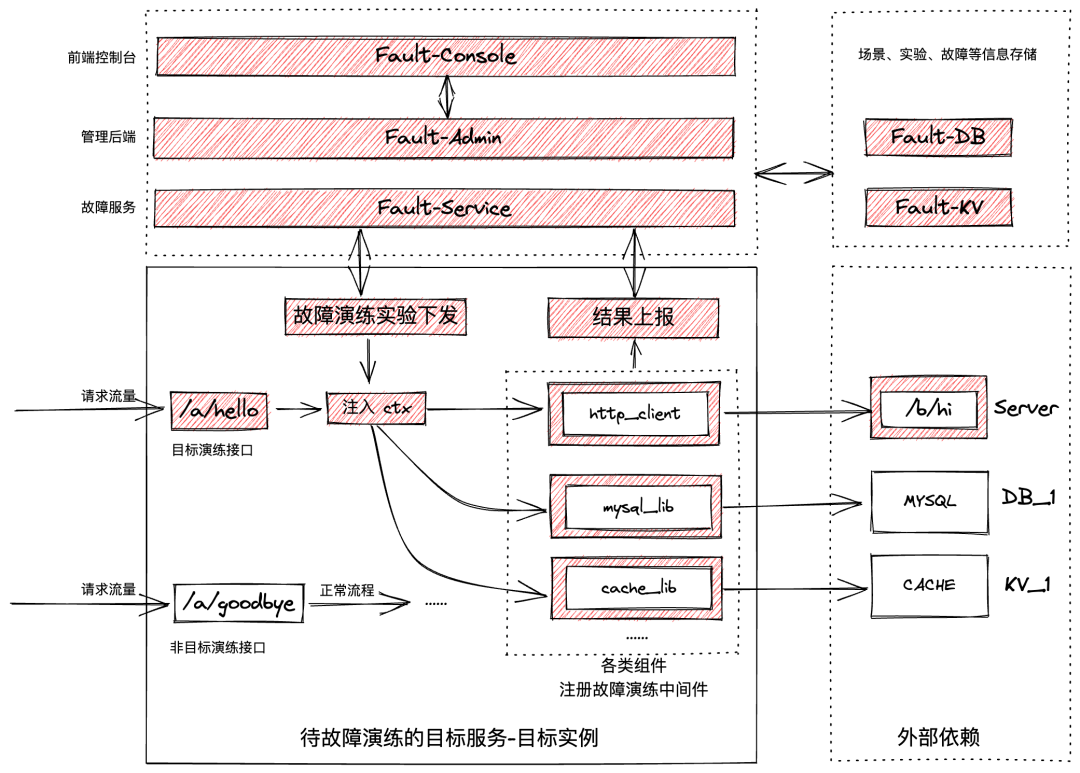 前端控制台
Fault-Console
场景、实验、故障等信息存储
管理后端
Fault-Admin
Fault-DB
故障服务
Fault-Service
Fault-KV
故障演练实验下发
结果上报
请求流量
/a/hello
注入 ctx
http_client
/b/hi
Server
目标演练接口
mysql_lib
MYSQL
DB_1
请求流量
/a/goodbye
正常流程
......
cache_lib
CACHE
KV_1
......
非目标演练接口
各类组件
注册故障演练中间件
待故障演练的目标服务-目标实例
外部依赖